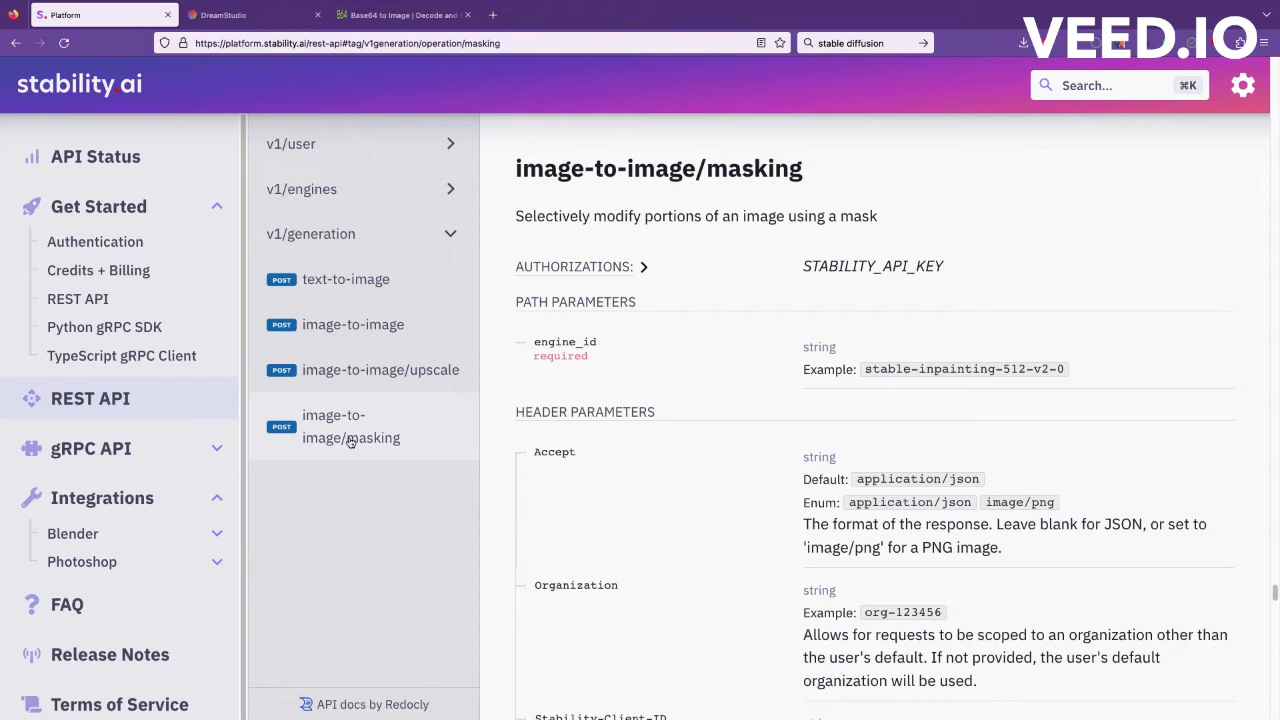 Platform
DreamStudio
Base64 to Image | Decode and
https://platform.stability.ai/rest-api#tag/v1generation/operation/masking
stable diffusion
VEED.IO
stability.ai
Search...
⌘K
API Status
Get Started
Authentication
Credits + Billing
REST API
Python gRPC SDK
TypeScript gRPC Client
REST API
gRPC API
Integrations
Blender
Photoshop
FAQ
Release Notes
Terms of Service
v1/user
v1/engines
v1/generation
POST text-to-image
POST image-to-image
POST image-to-image/upscale
POST image-to-
image/masking
API docs by Redocly
image-to-image/masking
Selectively modify portions of an image using a mask
AUTHORIZATIONS: STABILITY_API_KEY
PATH PARAMETERS
engine_id
required
string
Example: stable-inpainting-512-v2-0
HEADER PARAMETERS
Accept
string
Default: application/json
Enum: application/json image/png
The format of the response. Leave blank for JSON, or set to
'image/png' for a PNG image.
Organization
string
Example: org-123456
Allows for requests to be scoped to an organization other than
the user's default. If not provided, the user's default
organization will be used.
Stability-Client-ID